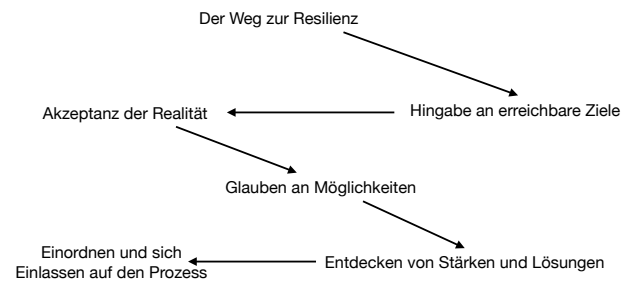 Der Weg zur Resilienz
Hingabe an erreichbare Ziele
Akzeptanz der Realität
Glauben an Möglichkeiten
Entdecken von Stärken und Lösungen
Einordnen und sich
Einlassen auf den Prozess